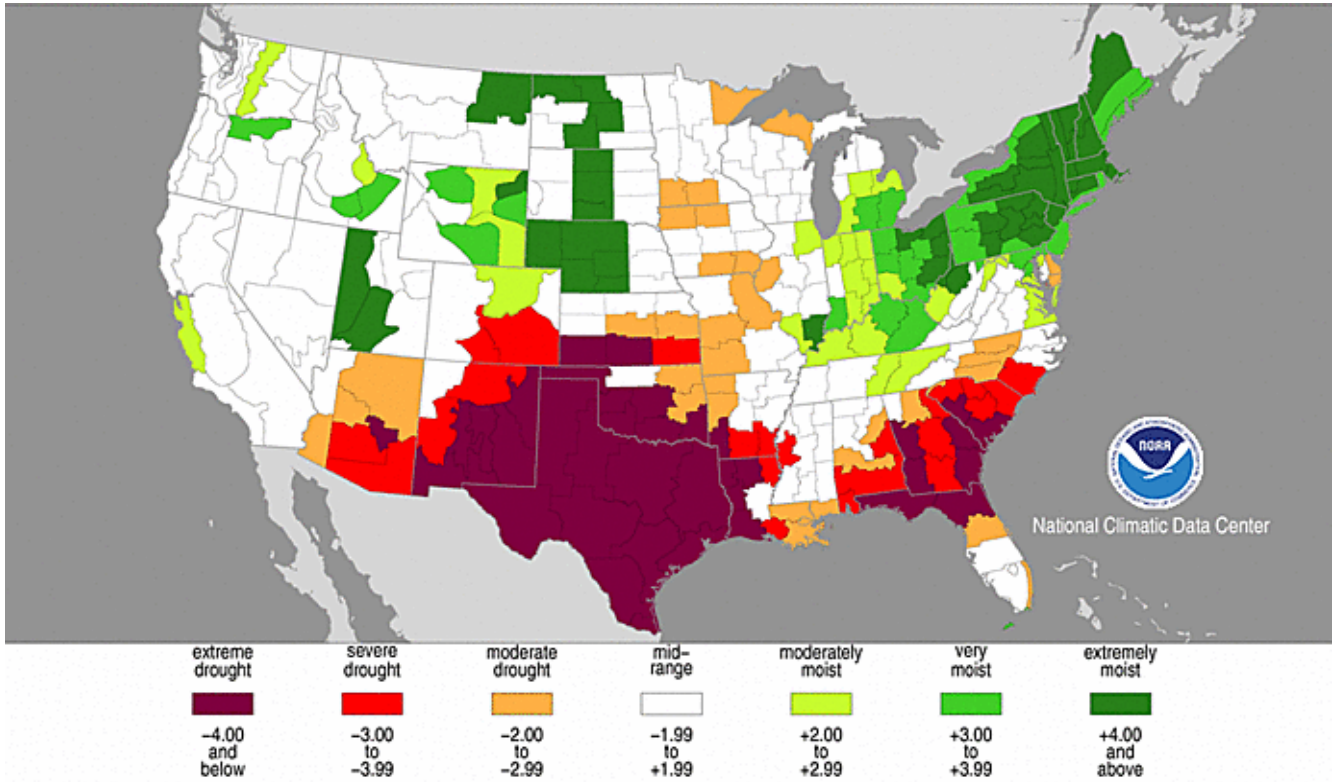 NOAA
National Climatic Data Center
extreme
drought
severe
drought
moderate
drought
mid-
range
moderately
moist
very
moist
extremely
moist
-4.00
and
below
-3.00
to
-3.99
-2.00
to
-2.99
-1.99
to
+1.99
+2.00
to
+2.99
+3.00
to
+3.99
+4.00
and
above